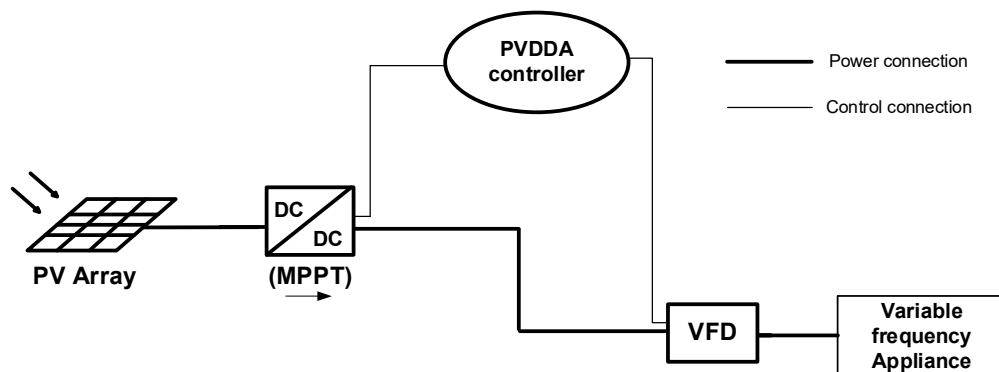 PVDDA
controller
Power connection
Control connection
DC
DC
PV Array
(MPPT)
VFD
Variable
frequency
Appliance